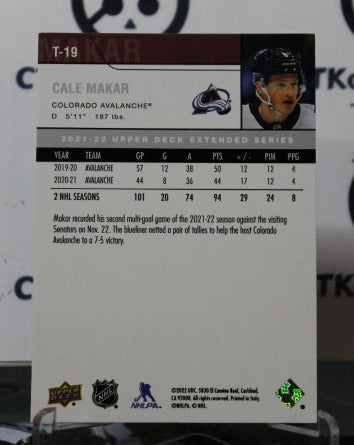 MAKAR
T-19
CALE MAKAR
COLORADO AVALANCHE®
D 5'11" 187 lbs.
2021-22 UPPER DECK EXTENDED SERIES
YEAR TEAM GP G A PTS +/- PIM PPG
2019-20 AVALANCHE 57 12 38 50 12 12 4
2020-21 AVALANCHE 44 8 36 44 17 12 4
2 NHL SEASONS 101 20 74 94 29 24 8
Makar recorded his second multi-goal game of the 2021-22 season against the visiting
Senators on Nov. 22. The blueliner netted a pair of tallies to help the host Colorado
Avalanche to a 7-5 victory.
UPPER DECK
NHL
NHLPA
©2022 UDC, 5830 El Camino Real, Carlsbad,
CA 92008. All Rights Reserved. Printed in Italy.
©NHLPA. © NHL.